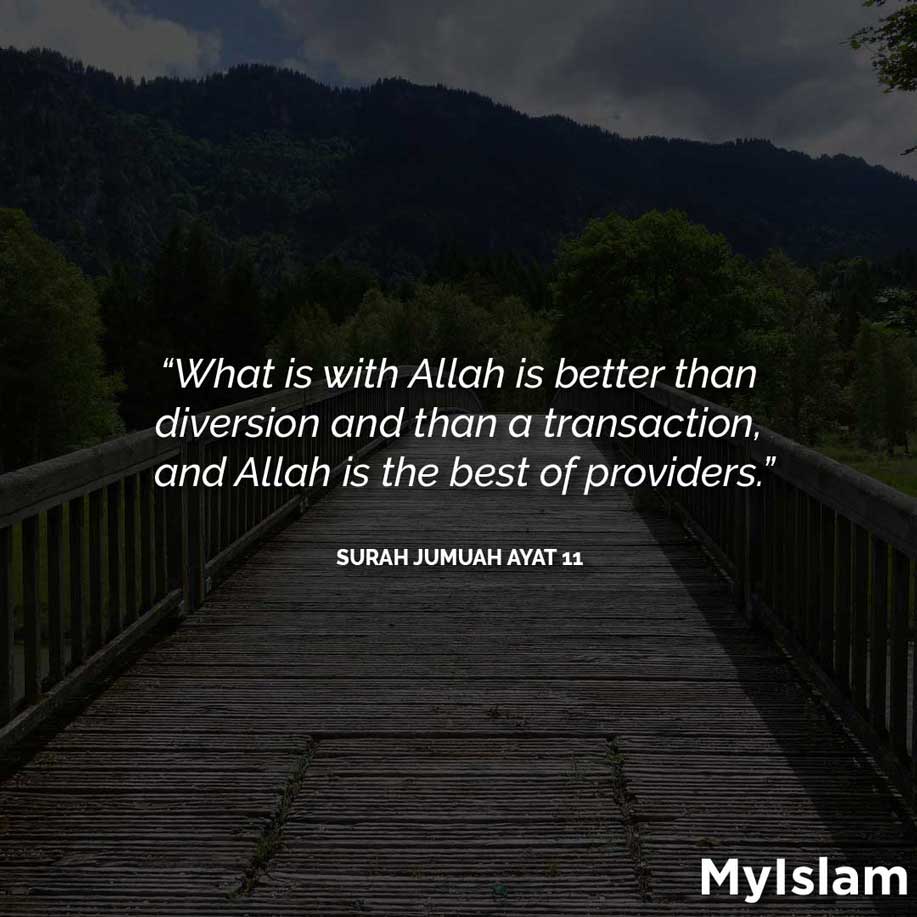 “What is with Allah is better than
diversion and than a transaction,
and Allah is the best of providers.”
SURAH JUMUAH AYAT 11
MyIslam